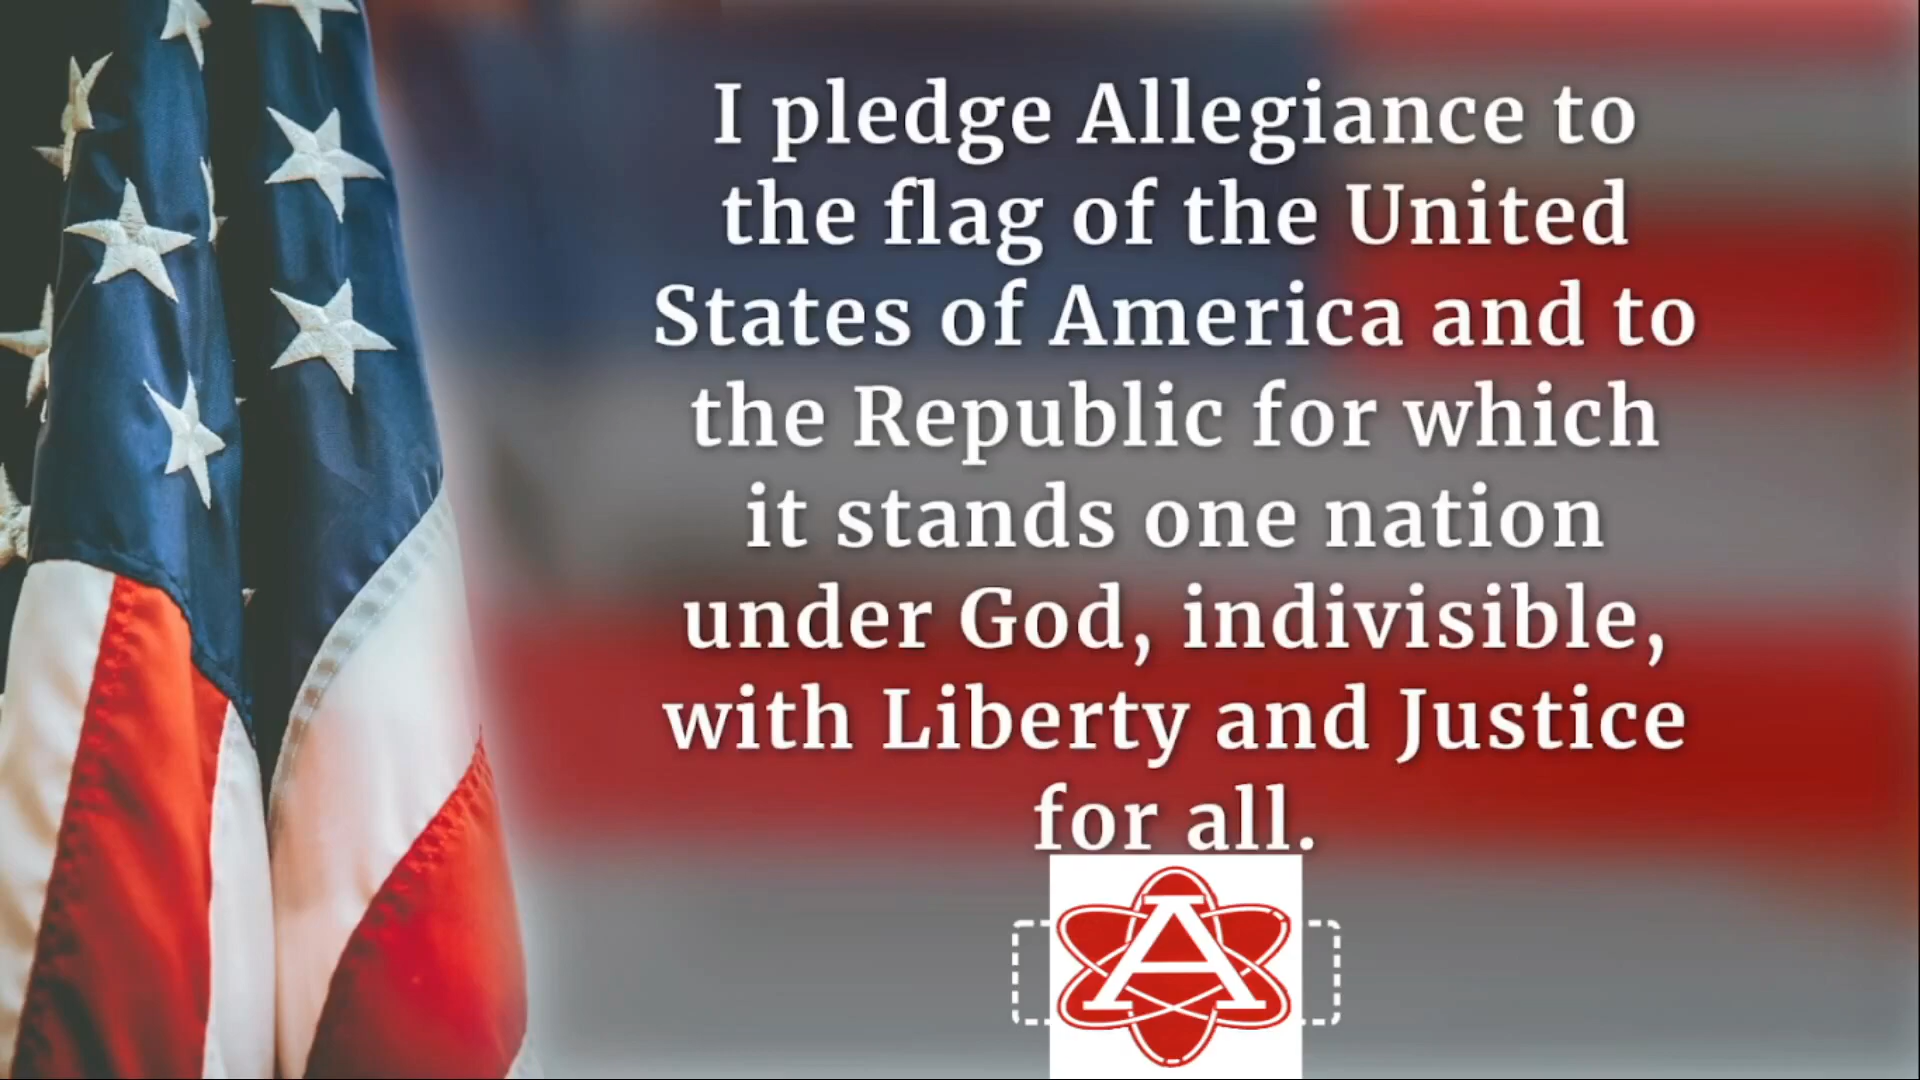 I pledge Allegiance to
the flag of the United
States of America and to
the Republic for which
it stands one nation
under God, indivisible,
with Liberty and Justice
for all.
A